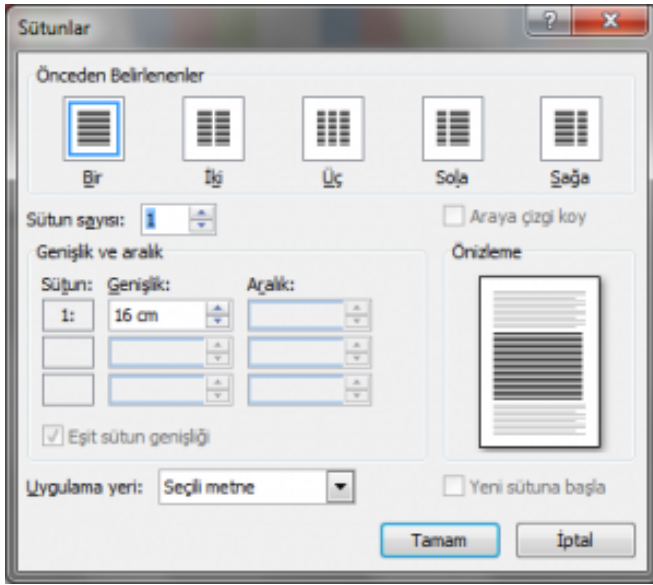 Sütunlar
Önceden Belirlenenler
Bir İki Üç Sola Sağa
Sütun sayısı: 1 Araya çizgi koy
Genişlik ve aralık Önizleme
Sütun: Genişlik: Aralık:
1: 16 cm
Eşit sütun genişliği
Uygulama yeri: Seçili metne Yeni sütuna başla
Tamam İptal